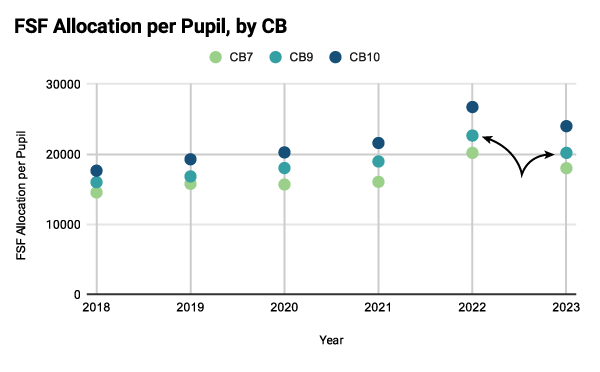 FSF Allocation per Pupil, by CB
CB7 CB9 CB10
FSF Allocation per Pupil
30000
20000
10000
0
2018 2019 2020 2021 2022 2023
Year